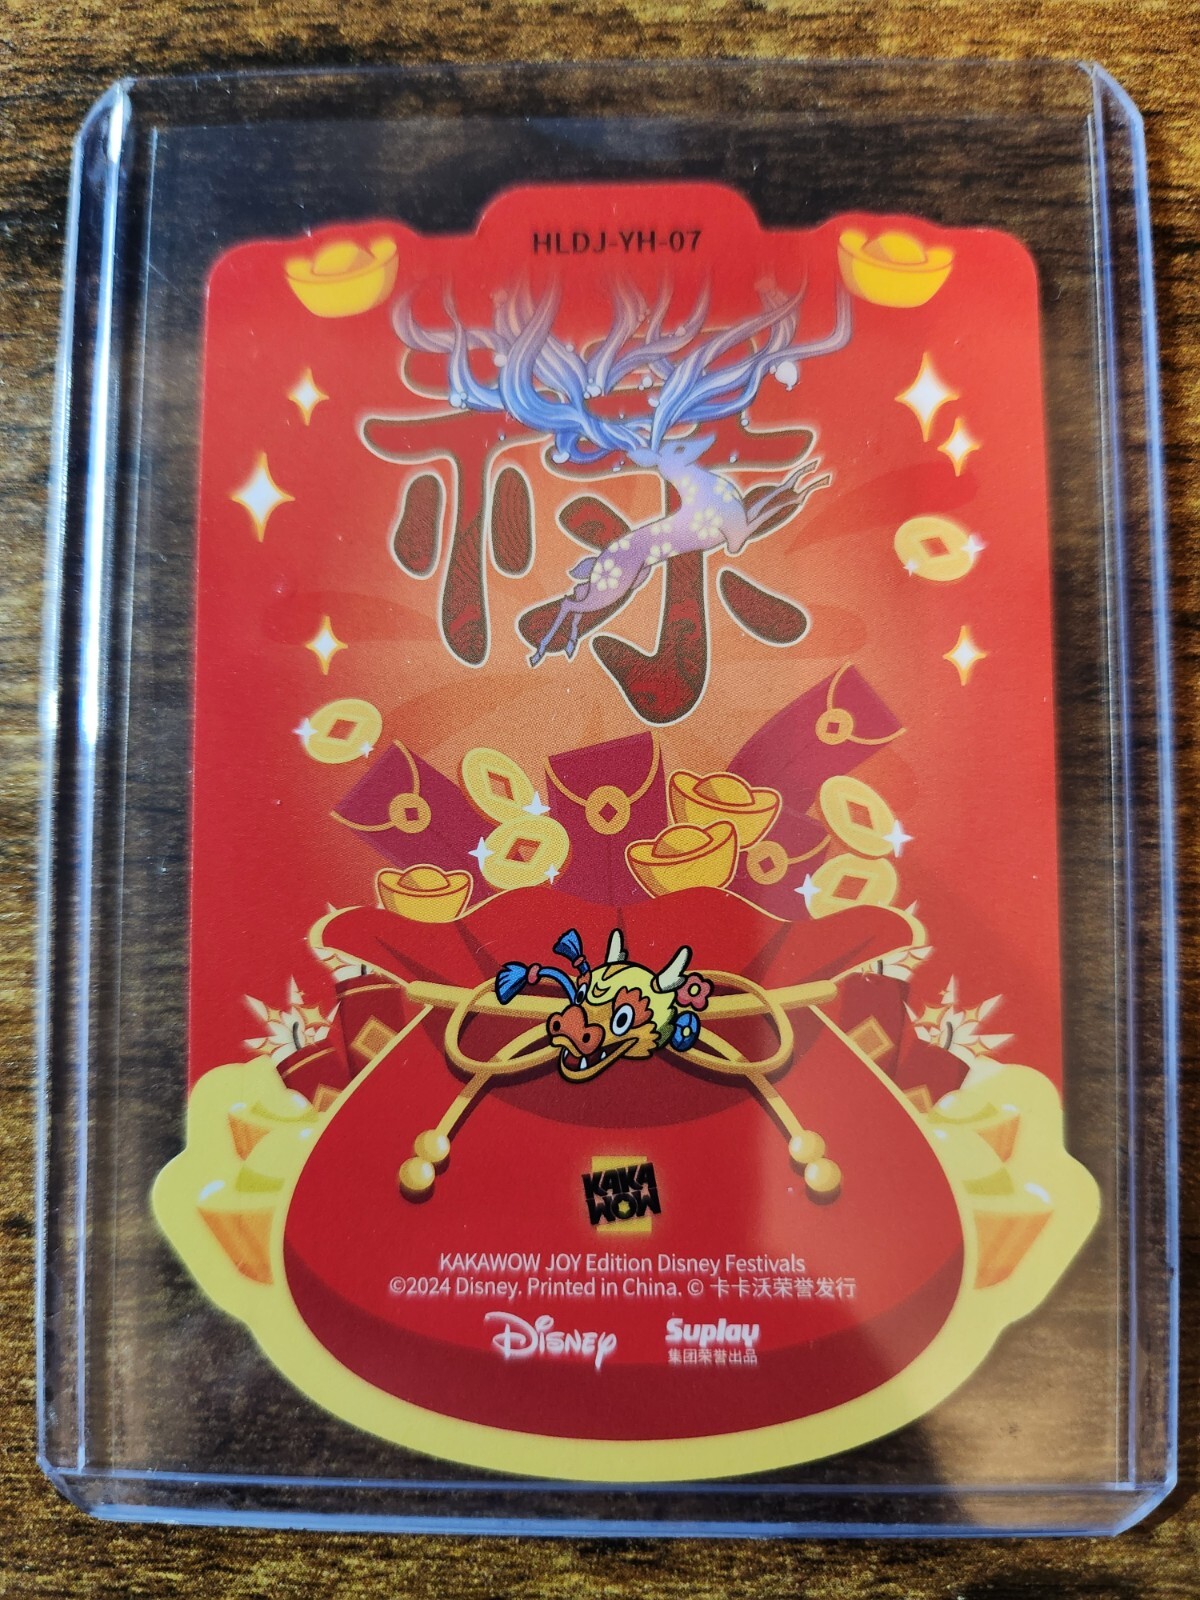 HLDJ-YH-07
禄
KAKA
WOW
KAKAWOW JOY Edition Disney Festivals
©2024 Disney. Printed in China. © 卡卡沃荣誉发行
Disney Suplay
集团荣誉出品